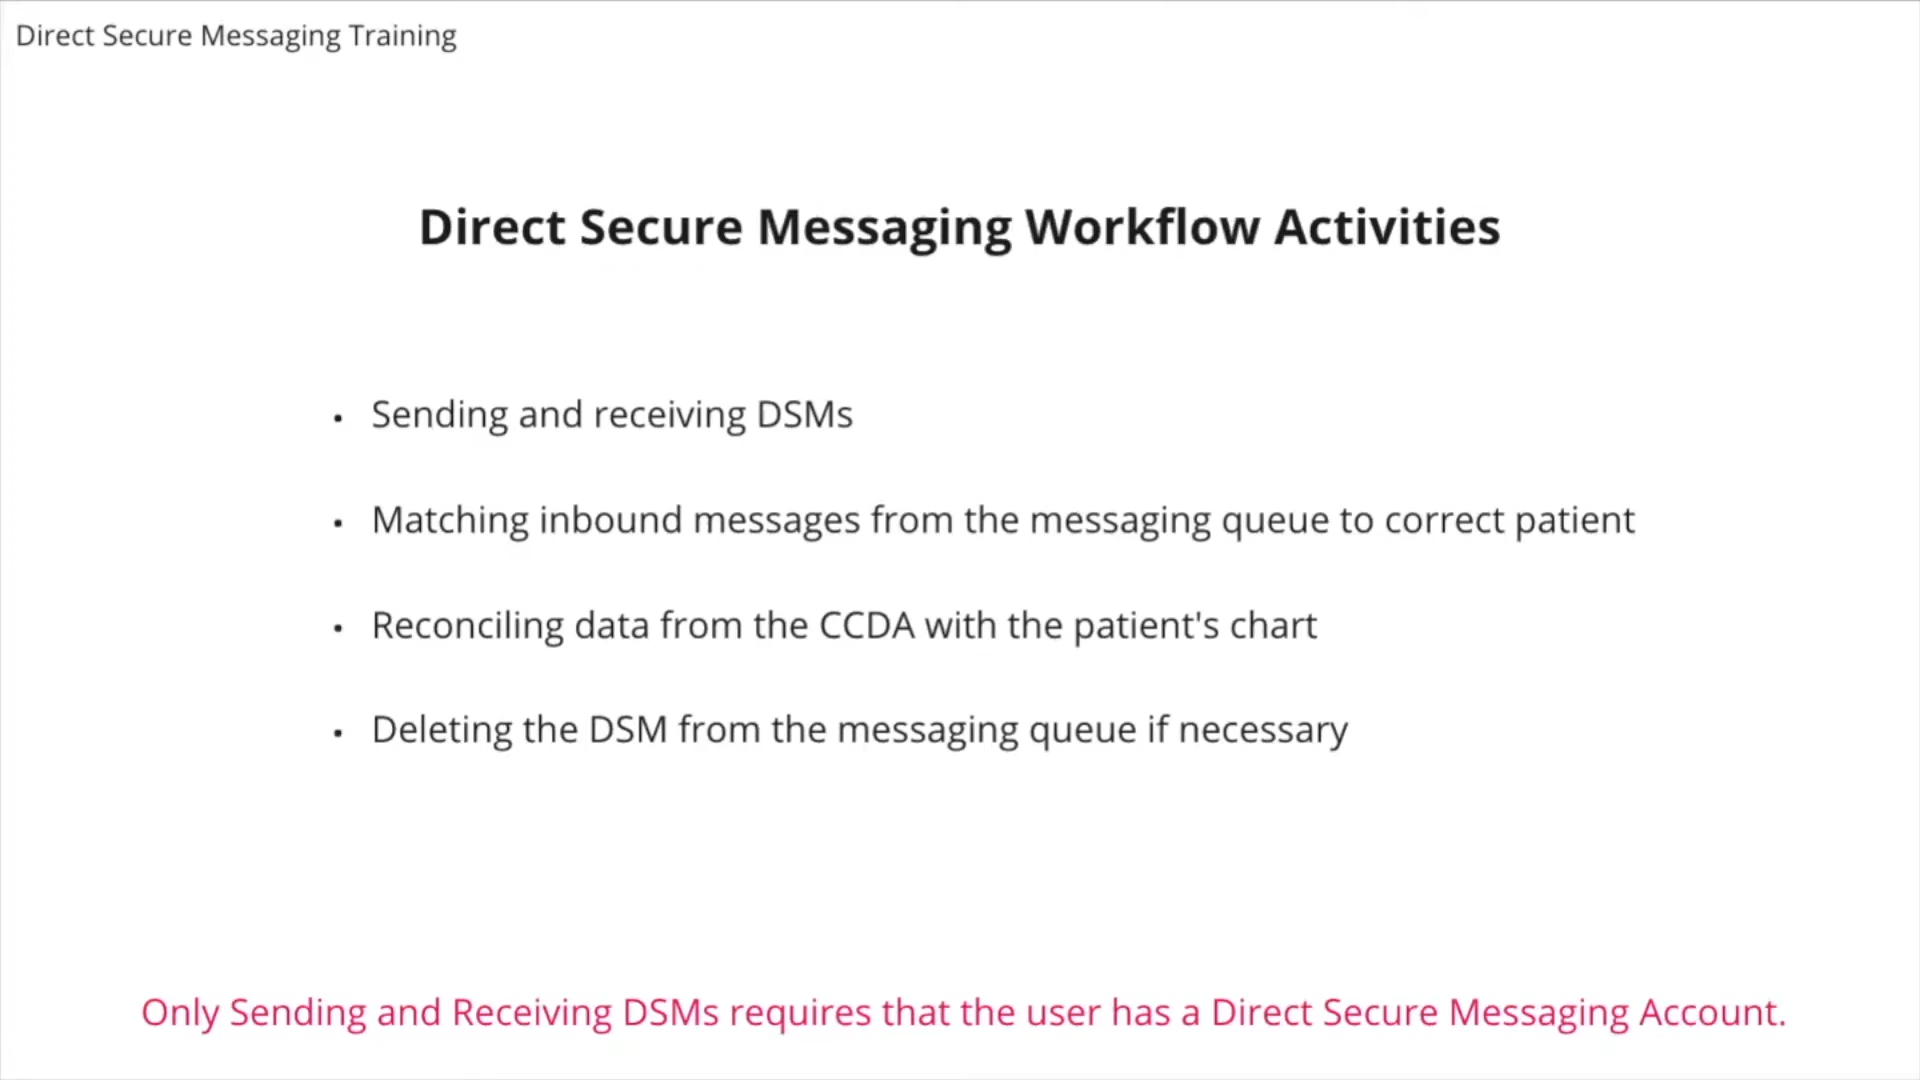 Direct Secure Messaging Training
Direct Secure Messaging Workflow Activities
• Sending and receiving DSMs
• Matching inbound messages from the messaging queue to correct patient
• Reconciling data from the CCDA with the patient's chart
• Deleting the DSM from the messaging queue if necessary
Only Sending and Receiving DSMs requires that the user has a Direct Secure Messaging Account.